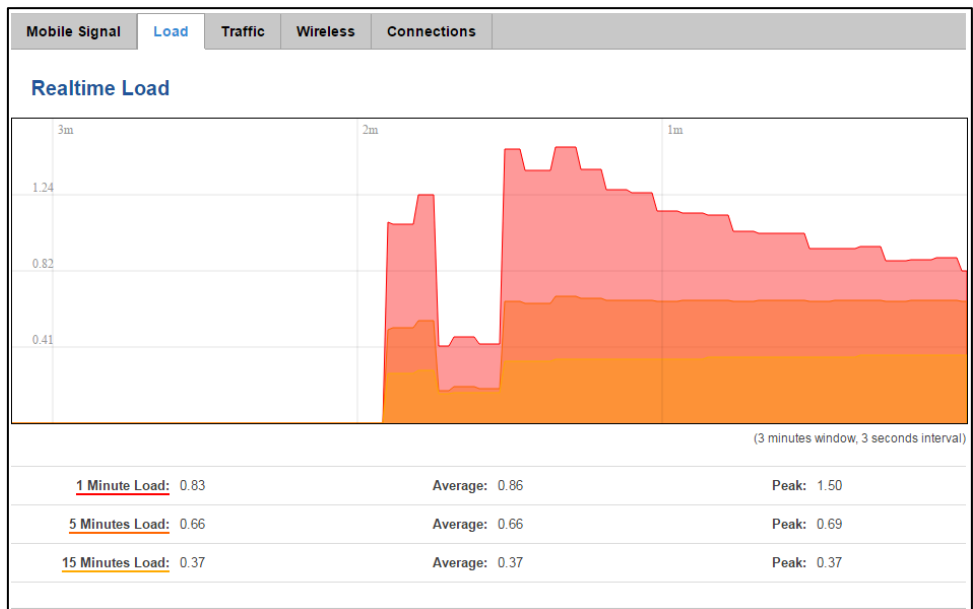 Mobile Signal Load Traffic Wireless Connections
Realtime Load
3m 2m 1m
1.24
0.82
0.41
(3 minutes window, 3 seconds interval)
1 Minute Load: 0.83 Average: 0.86 Peak: 1.50
5 Minutes Load: 0.66 Average: 0.66 Peak: 0.69
15 Minutes Load: 0.37 Average: 0.37 Peak: 0.37